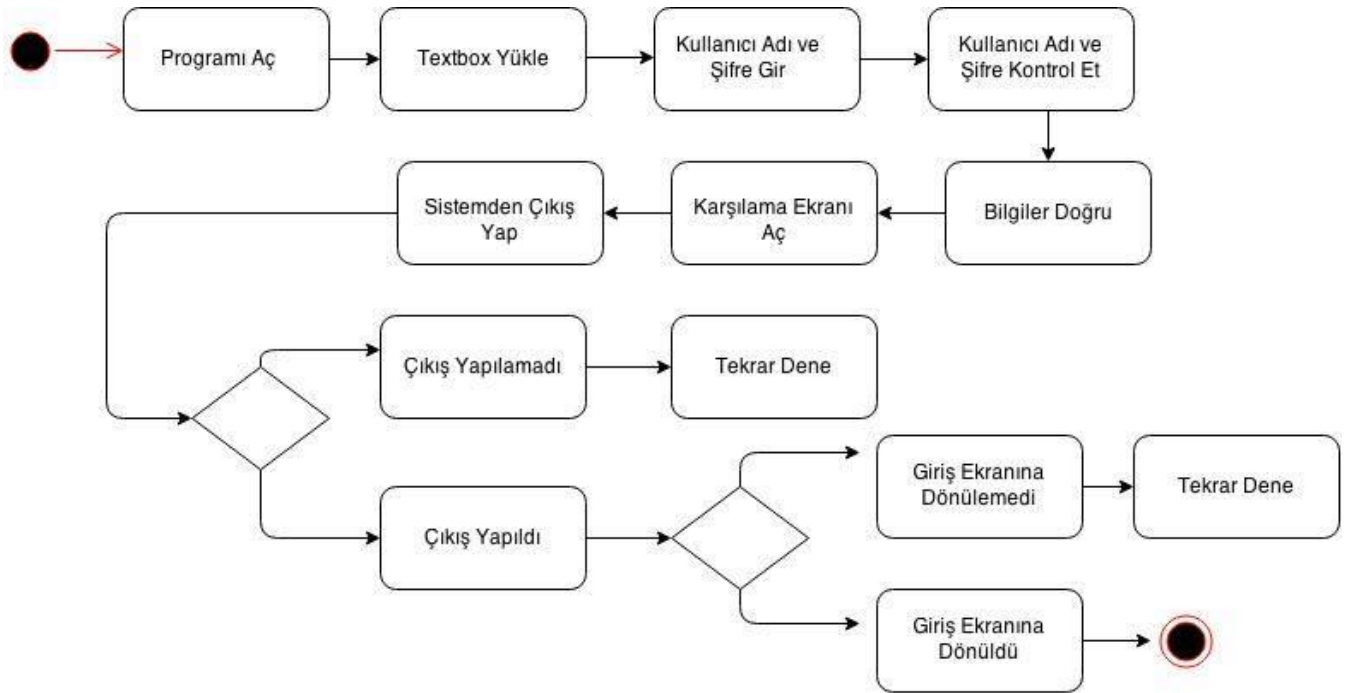 Programı Aç
Textbox Yükle
Kullanıcı Adı ve
Şifre Gir
Kullanıcı Adı ve
Şifre Kontrol Et
Bilgiler Doğru
Karşılama Ekranı
Aç
Sistemden Çıkış
Yap
Çıkış Yapılamadı
Tekrar Dene
Çıkış Yapıldı
Giriş Ekranına
Dönülemedi
Tekrar Dene
Giriş Ekranına
Dönüldü